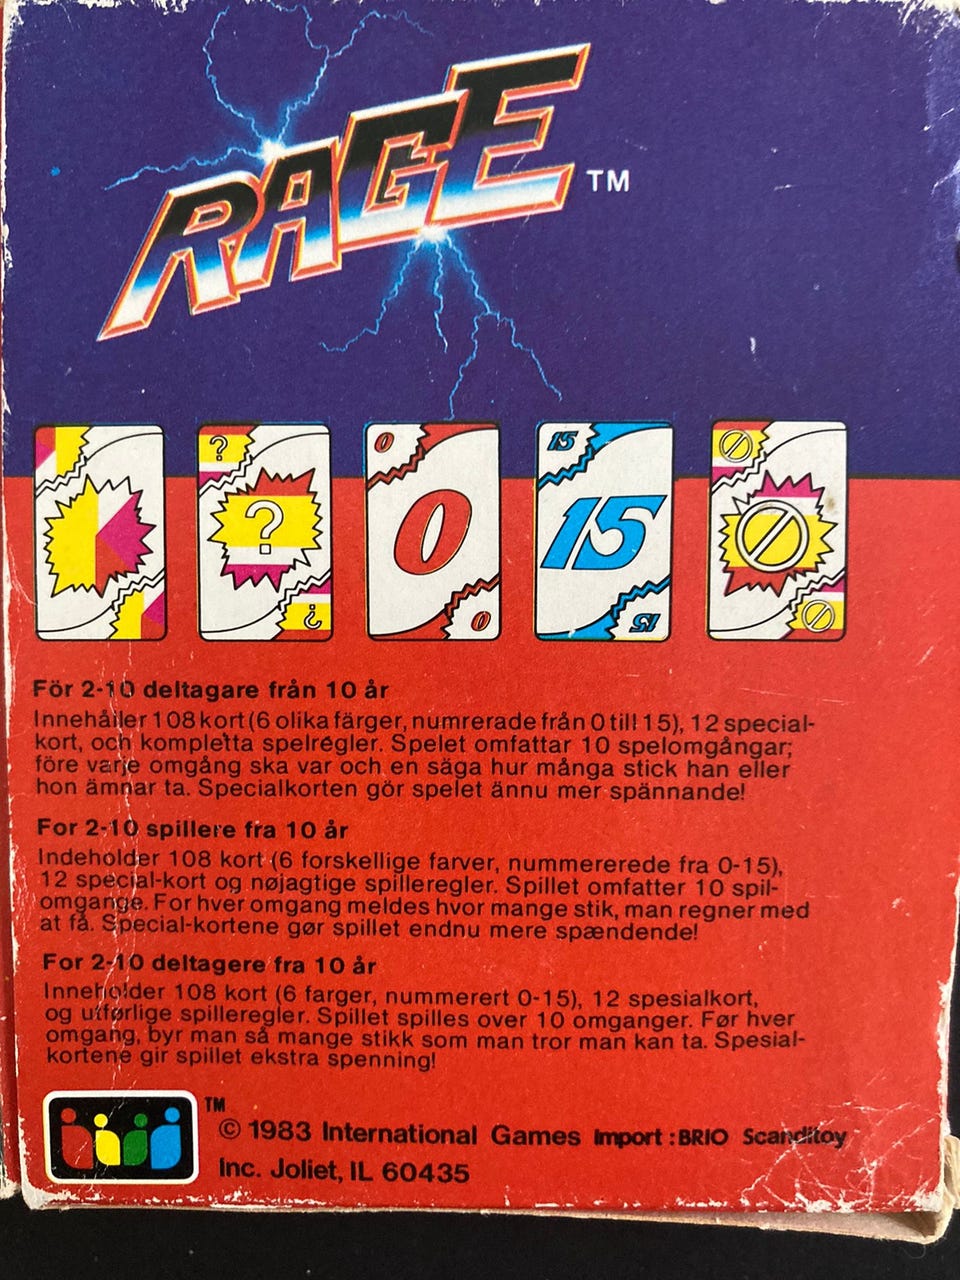 RAGE TM
? 0 15
? 0 15
? 0 15
För 2-10 deltagare från 10 år
Innehåller 108 kort (6 olika färger, numrerade från 0 till 15), 12 special-
kort, och kompletta spelregler. Spelet omfattar 10 spelomgångar;
före varje omgång ska var och en säga hur många stick han eller
hon ämnar ta. Specialkorten gör spelet ännu mer spännande!
For 2-10 spillere fra 10 år
Indeholder 108 kort (6 forskellige farver, nummererede fra 0-15),
12 special-kort og nøjagtige spilleregler. Spillet omfatter 10 spil-
omgange. For hver omgang meldes hvor mange stik, man regner med
at få. Special-kortene gør spillet endnu mere spændende!
For 2-10 deltagere fra 10 år
Inneholder 108 kort (6 farger, nummerert 0-15), 12 spesialkort,
og utførlige spilleregler. Spillet spilles over 10 omganger. Før hver
omgang, byr man så mange stikk som man tror man kan ta. Spesial-
kortene gir spillet ekstra spenning!
TM
© 1983 International Games Import : BRIO Scanditoy
Inc. Joliet, IL 60435